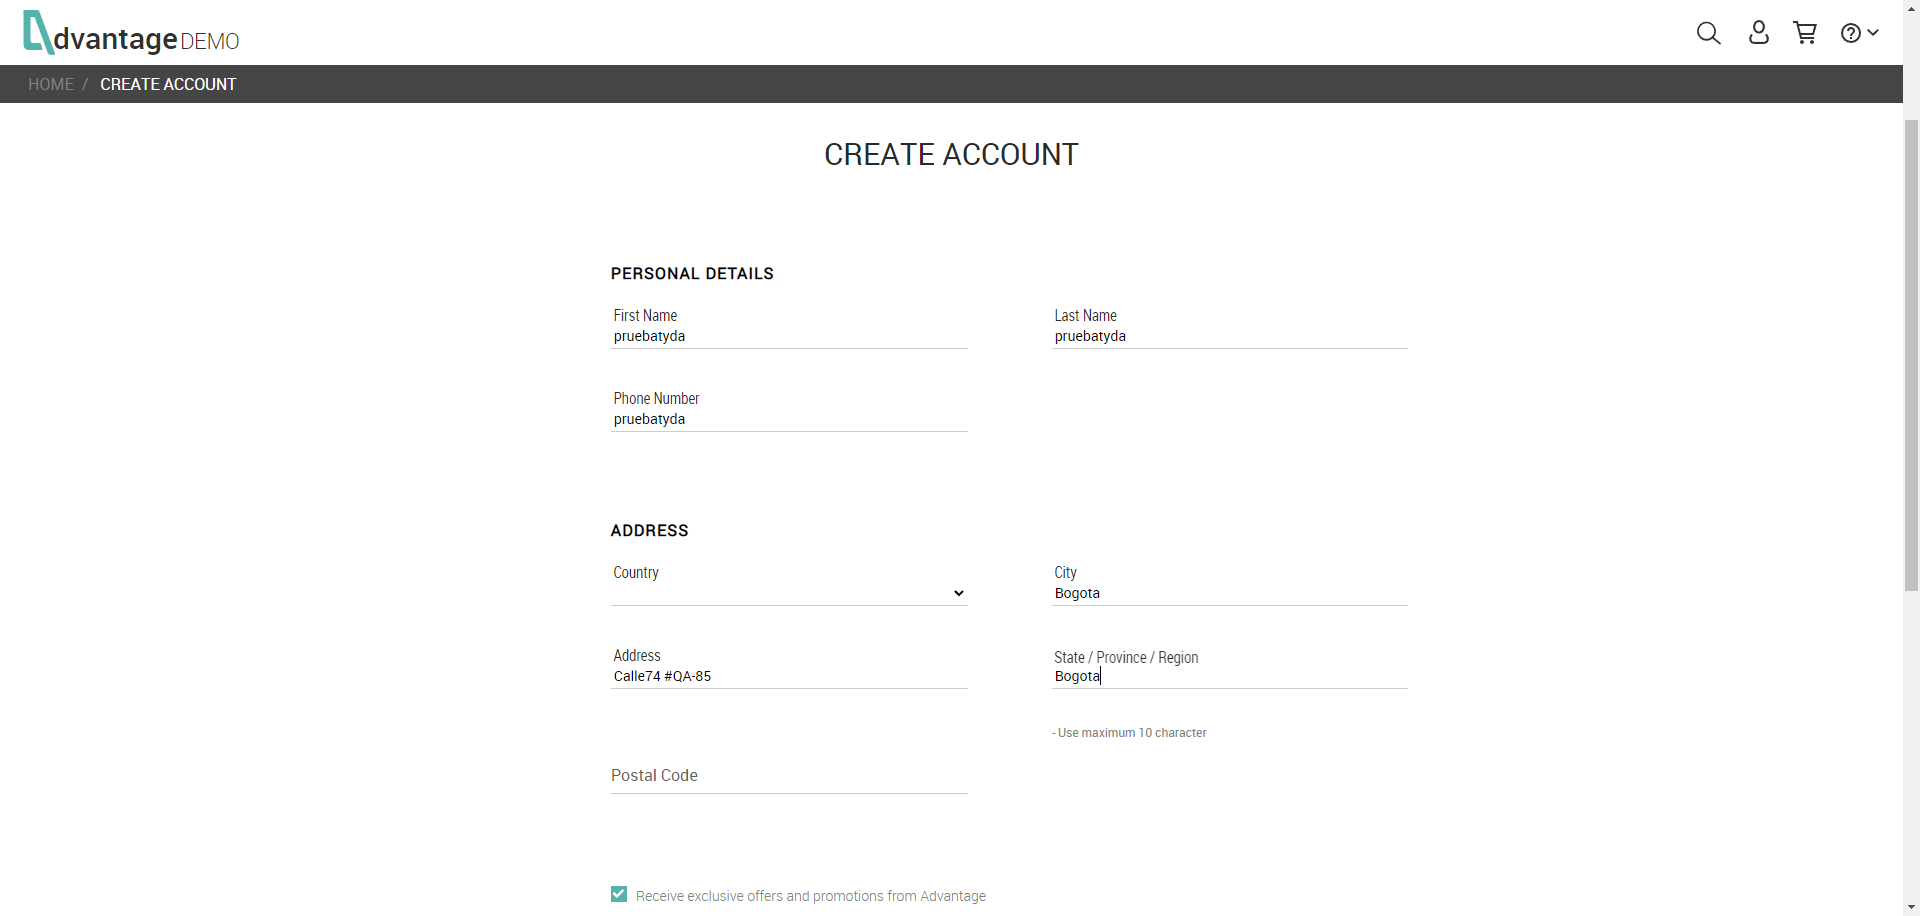 dvantage DEMO
HOME / CREATE ACCOUNT
CREATE ACCOUNT
PERSONAL DETAILS
First Name
pruebatyda
Last Name
pruebatyda
Phone Number
pruebatyda
ADDRESS
Country
City
Bogota
Address
Calle74 #QA-85
State / Province / Region
Bogota
- Use maximum 10 character
Postal Code
Receive exclusive offers and promotions from Advantage